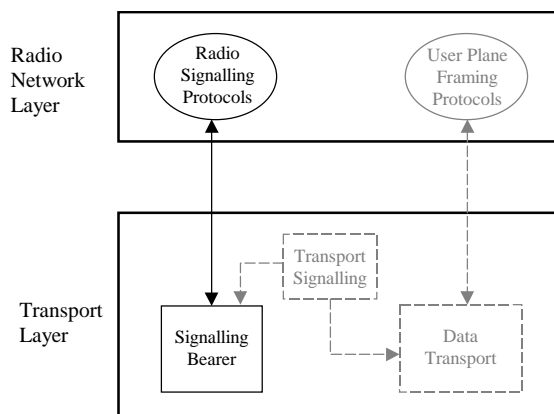 Radio
Network
Layer
Radio
Signalling
Protocols
User Plane
Framing
Protocols
Transport
Layer
Transport
Signalling
Signalling
Bearer
Data
Transport